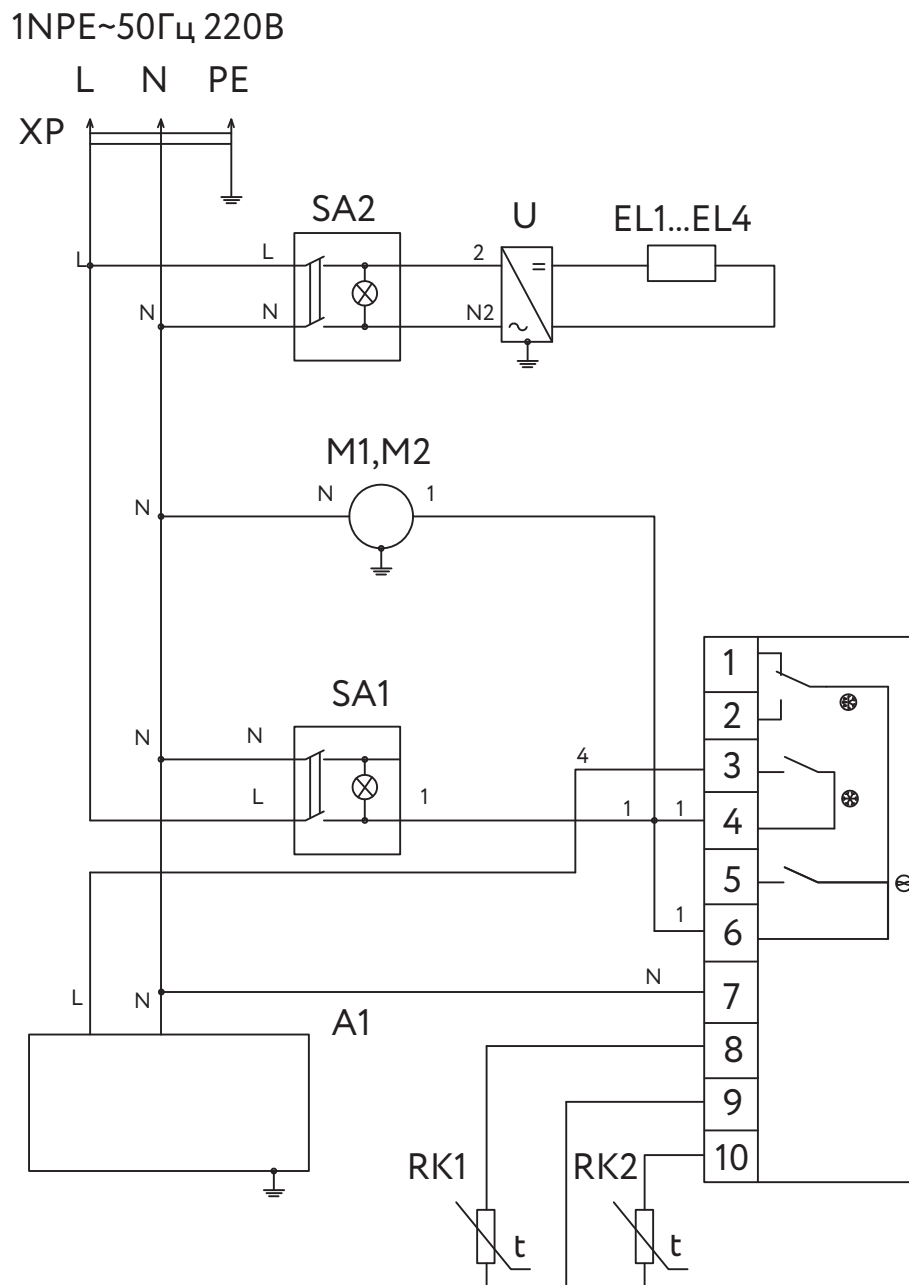 1NPE~50Гц 220В
L N PE
XP
SA2 U EL1...EL4
L L 2
N N N2
M1,M2
N N 1
1
SA1
2
N N 4 3
L 1 1 1 4
5
1 6
L N N 7
A1
8
9
RK1 RK2 10
t t